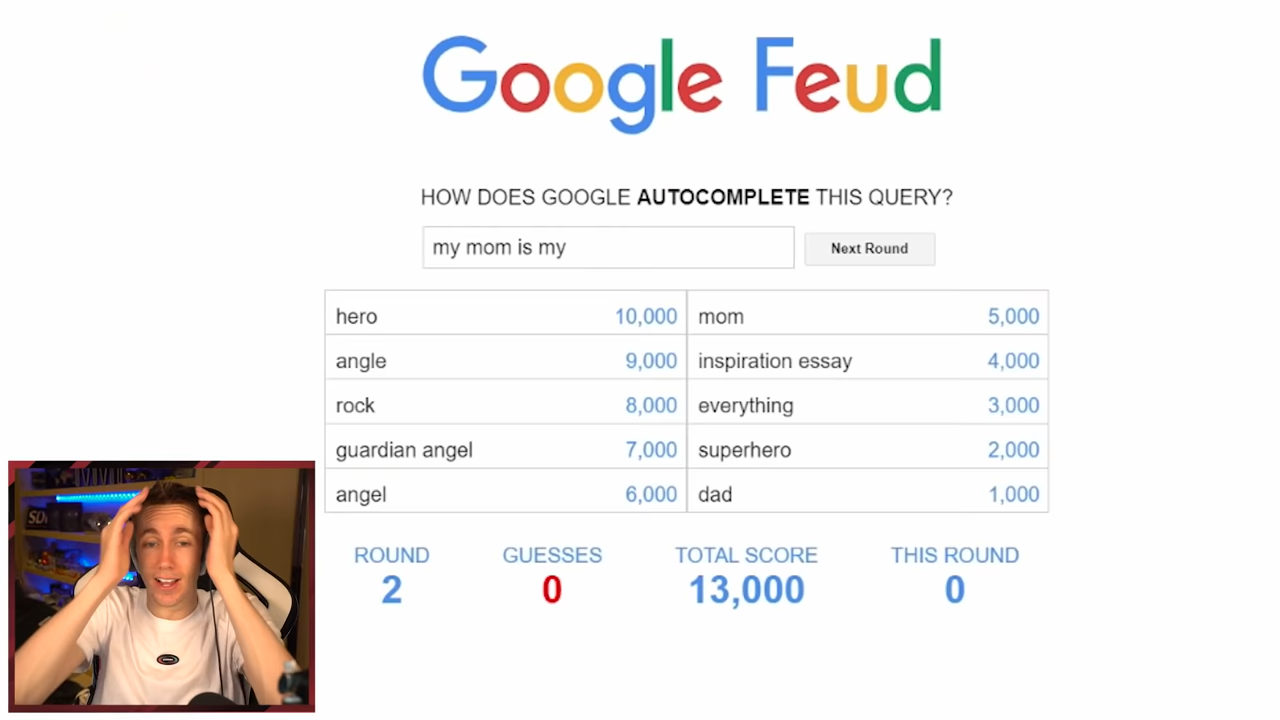 Google Feud
HOW DOES GOOGLE AUTOCOMPLETE THIS QUERY?
my mom is my
Next Round
hero 10,000 mom 5,000
angle 9,000 inspiration essay 4,000
rock 8,000 everything 3,000
guardian angel 7,000 superhero 2,000
angel 6,000 dad 1,000
ROUND GUESSES TOTAL SCORE THIS ROUND
2 0 13,000 0